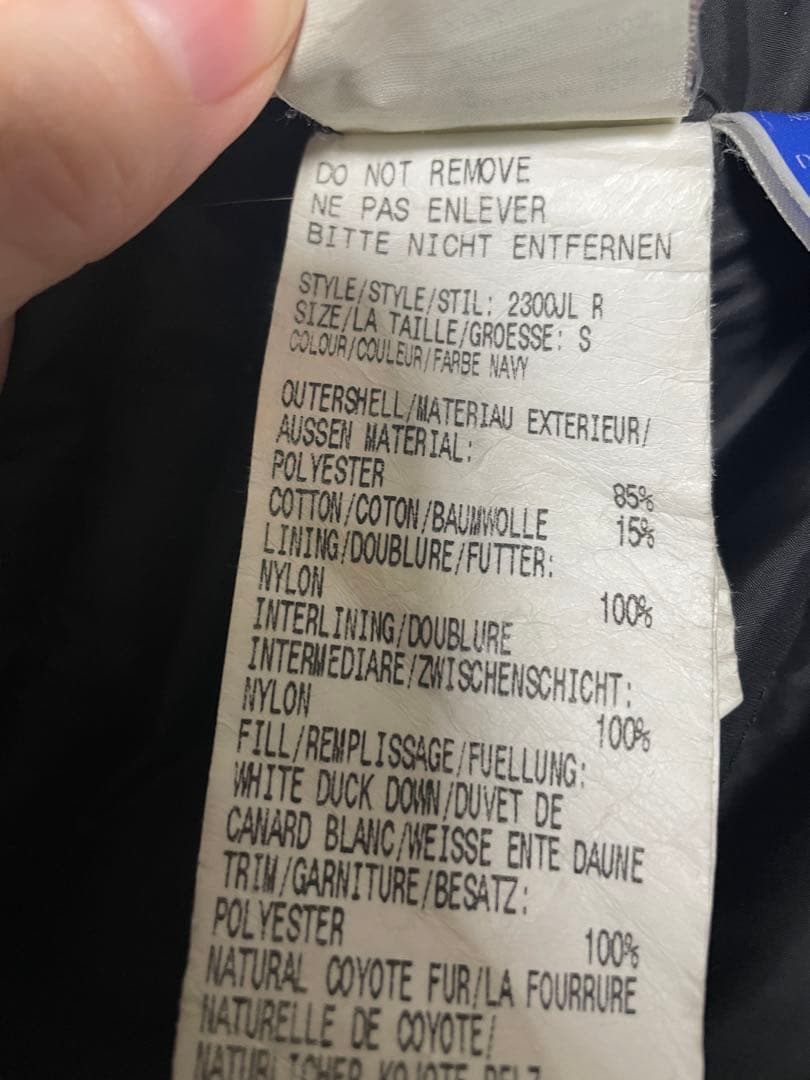 DO NOT REMOVE
NE PAS ENLEVER
BITTE NICHT ENTFERNEN
STYLE/STYLE/STIL: 2300JL R
SIZE/LA TAILLE/GROESSE: S
COLOUR/COULEUR/FARBE NAVY
OUTERSHELL/MATERIAU EXTERIEUR/
AUSSEN MATERIAL:
POLYESTER 85%
COTTON/COTON/BAUMWOLLE 15%
LINING/DOUBLURE/FUTTER:
NYLON 100%
INTERLINING/DOUBLURE
INTERMEDIARE/ZWISCHENSCHICHT:
NYLON 100%
FILL/REMPLISSAGE/FUELLUNG:
WHITE DUCK DOWN/DUVET DE
CANARD BLANC/WEISSE ENTE DAUNE
TRIM/GARNITURE/BESATZ:
POLYESTER 100%
NATURAL COYOTE FUR/LA FOURRURE
NATURELLE DE COYOTE/
NATURLICHER KOJOTE PELZ